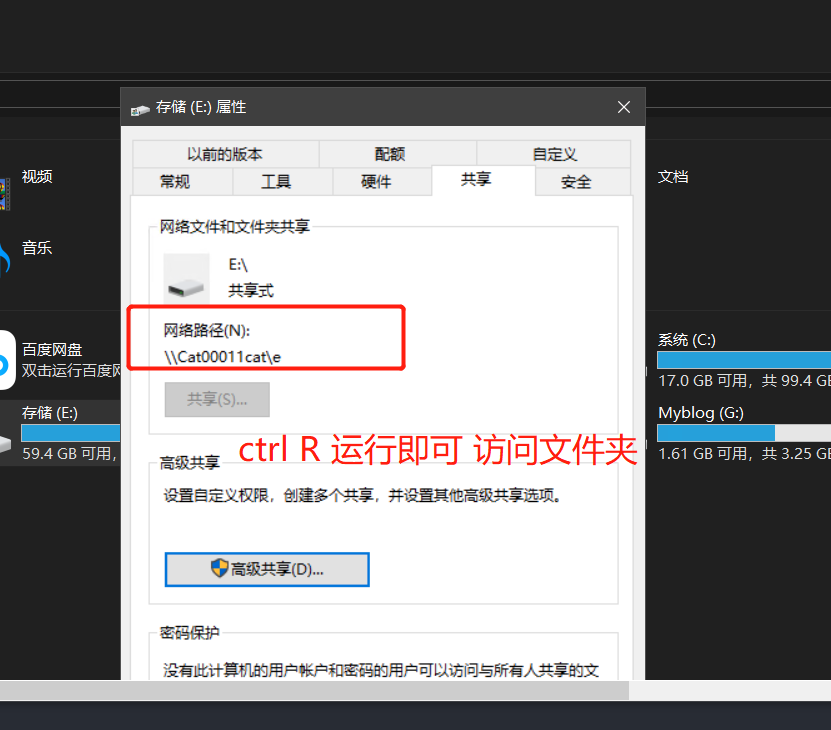 存储 (E:) 属性
以前的版本 配额 自定义
常规 工具 硬件 共享 安全
视频
文档
音乐
网络文件和文件夹共享
E:\
共享式
网络路径(N):
\\Cat00011cat\e
共享(S)...
百度网盘
双击运行百度网
存储 (E:)
59.4 GB 可用,
系统 (C:)
17.0 GB 可用，共 99.4 GB
Myblog (G:)
1.61 GB 可用，共 3.25 GB
ctrl R 运行即可 访问文件夹
高级共享
设置自定义权限，创建多个共享，并设置其他高级共享选项。
高级共享(D)...
密码保护
没有此计算机的用户帐户和密码的用户可以访问与所有人共享的文